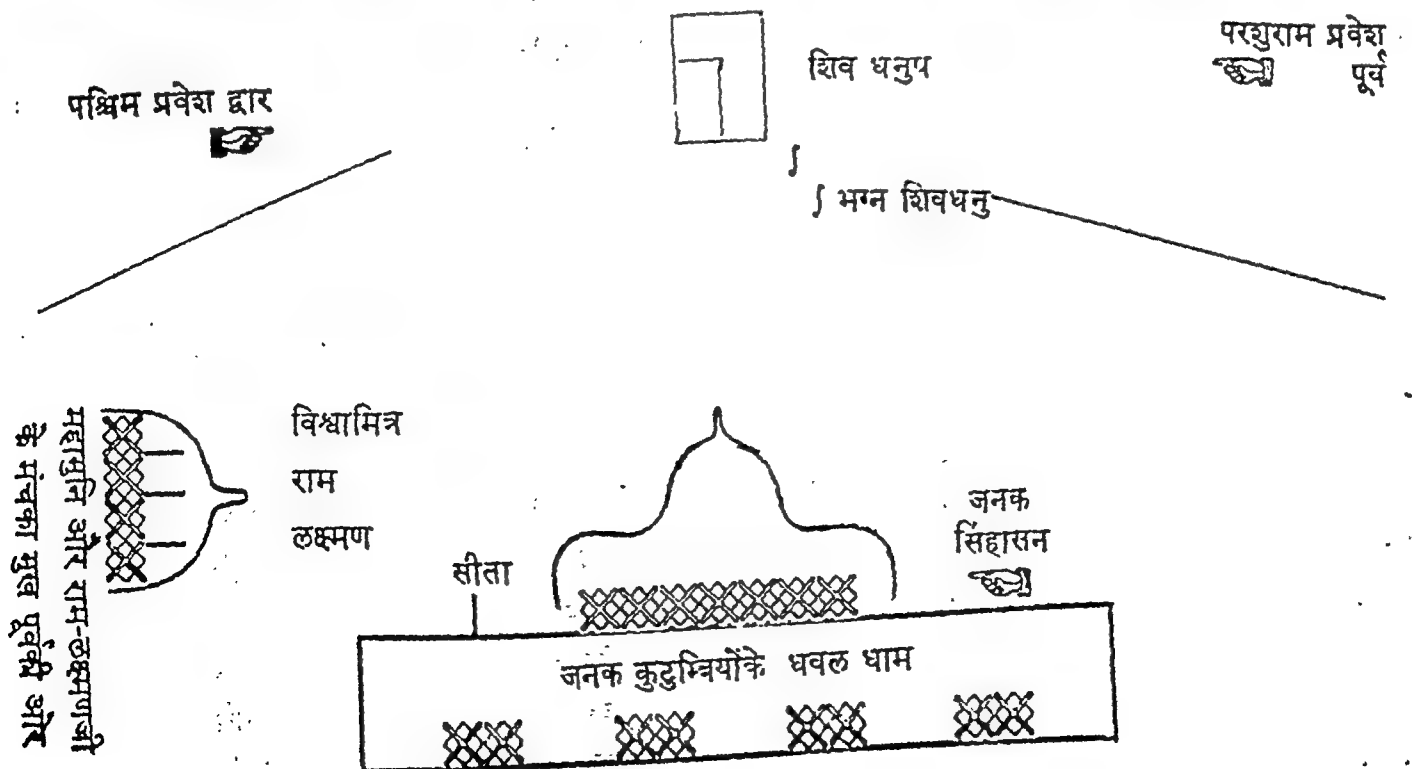 शिव धनुप
परशुराम प्रवेश
पूर्व
पश्चिम प्रवेश द्वार
भग्न शिवधनु
महामुनि और राम-लक्ष्मणजी
के मंचका मुख पूर्वकी ओर
विश्वामित्र
राम
लक्ष्मण
सीता
जनक
सिंहासन
जनक कुटुम्बियोंके धवल धाम